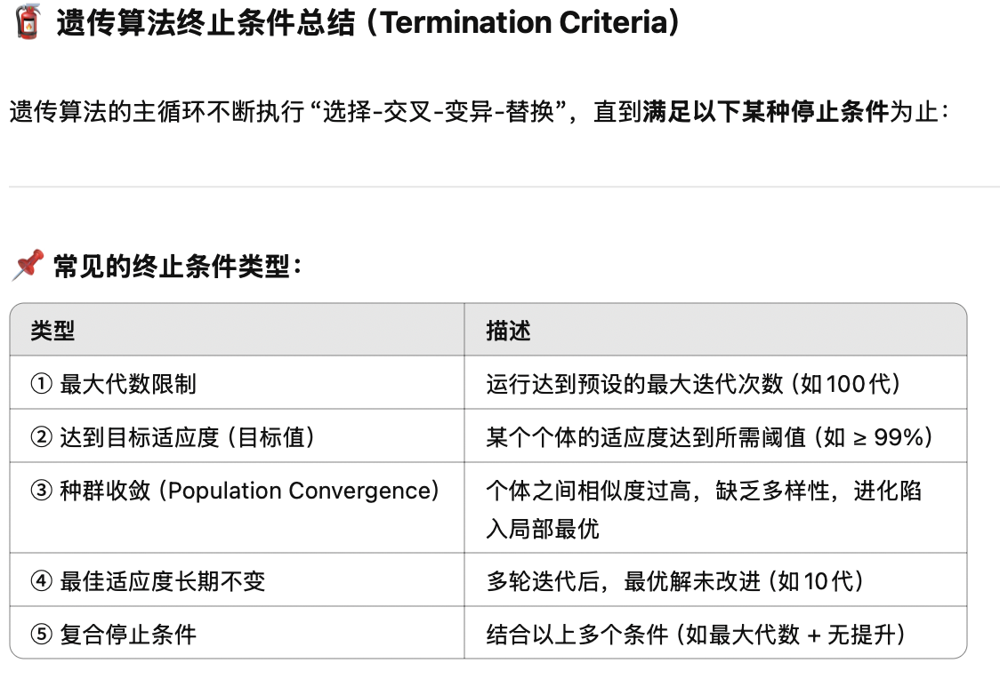 🧯 遗传算法终止条件总结（Termination Criteria）
遗传算法的主循环不断执行 “选择-交叉-变异-替换”，直到满足以下某种停止条件为止：
📌 常见的终止条件类型：
类型 描述
① 最大代数限制 运行达到预设的最大迭代次数（如100代）
② 达到目标适应度（目标值） 某个个体的适应度达到所需阈值（如 ≥ 99%）
③ 种群收敛（Population Convergence） 个体之间相似度过高，缺乏多样性，进化陷
入局部最优
④ 最佳适应度长期不变 多轮迭代后，最优解未改进（如10代）
⑤ 复合停止条件 结合以上多个条件（如最大代数 + 无提升）